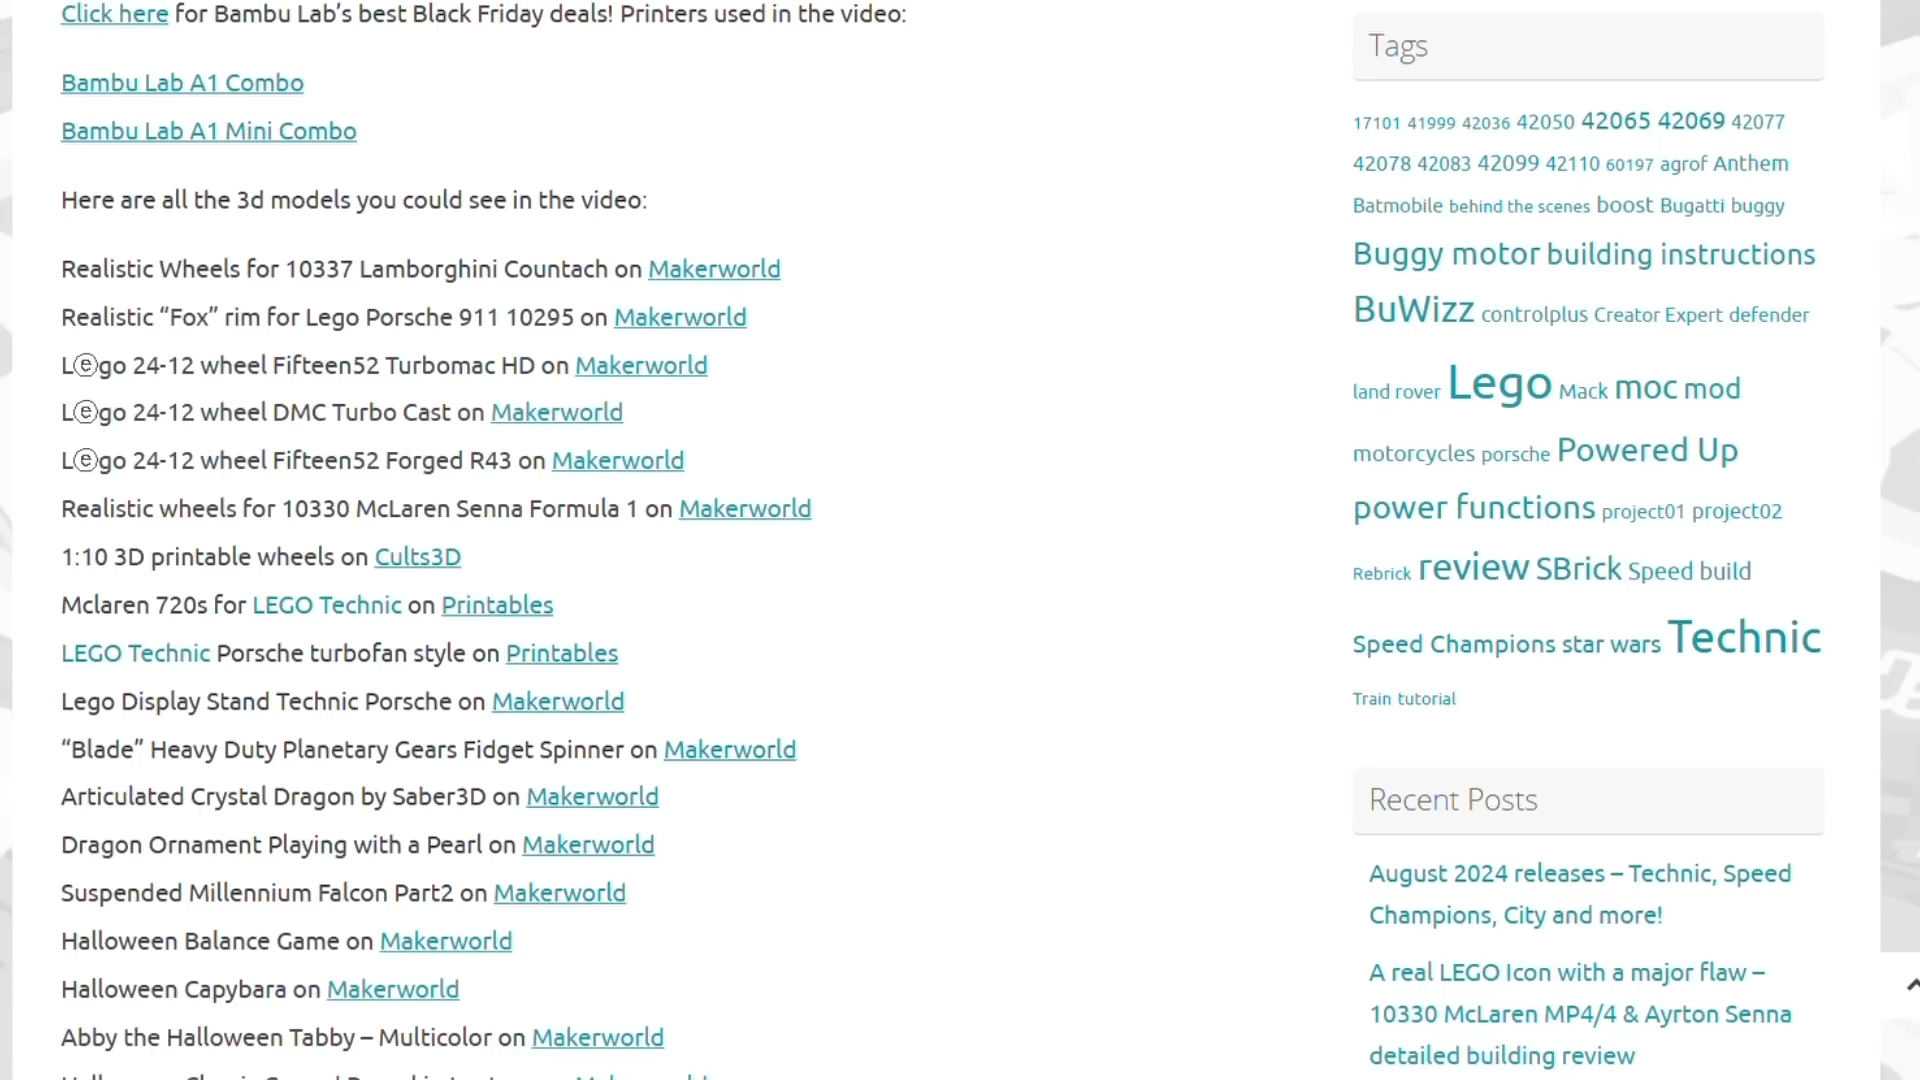 Click here for Bambu Lab’s best Black Friday deals! Printers used in the video:
Bambu Lab A1 Combo
Bambu Lab A1 Mini Combo
Here are all the 3d models you could see in the video:
Realistic Wheels for 10337 Lamborghini Countach on Makerworld
Realistic “Fox” rim for Lego Porsche 911 10295 on Makerworld
Lⓔgo 24-12 wheel Fifteen52 Turbomac HD on Makerworld
Lⓔgo 24-12 wheel DMC Turbo Cast on Makerworld
Lⓔgo 24-12 wheel Fifteen52 Forged R43 on Makerworld
Realistic wheels for 10330 McLaren Senna Formula 1 on Makerworld
1:10 3D printable wheels on Cults3D
Mclaren 720s for LEGO Technic on Printables
LEGO Technic Porsche turbofan style on Printables
Lego Display Stand Technic Porsche on Makerworld
“Blade” Heavy Duty Planetary Gears Fidget Spinner on Makerworld
Articulated Crystal Dragon by Saber3D on Makerworld
Dragon Ornament Playing with a Pearl on Makerworld
Suspended Millennium Falcon Part2 on Makerworld
Halloween Balance Game on Makerworld
Halloween Capybara on Makerworld
Abby the Halloween Tabby – Multicolor on Makerworld
Tags
17101 41999 42036 42050 42065 42069 42077
42078 42083 42099 42110 60197 agrof Anthem
Batmobile behind the scenes boost Bugatti buggy
Buggy motor building instructions
BuWizz controlplus Creator Expert defender
land rover Lego Mack moc mod
motorcycles porsche Powered Up
power functions project01 project02
Rebrick review SBrick Speed build
Speed Champions star wars Technic
Train tutorial
Recent Posts
August 2024 releases – Technic, Speed
Champions, City and more!
A real LEGO Icon with a major flaw –
10330 McLaren MP4/4 & Ayrton Senna
detailed building review